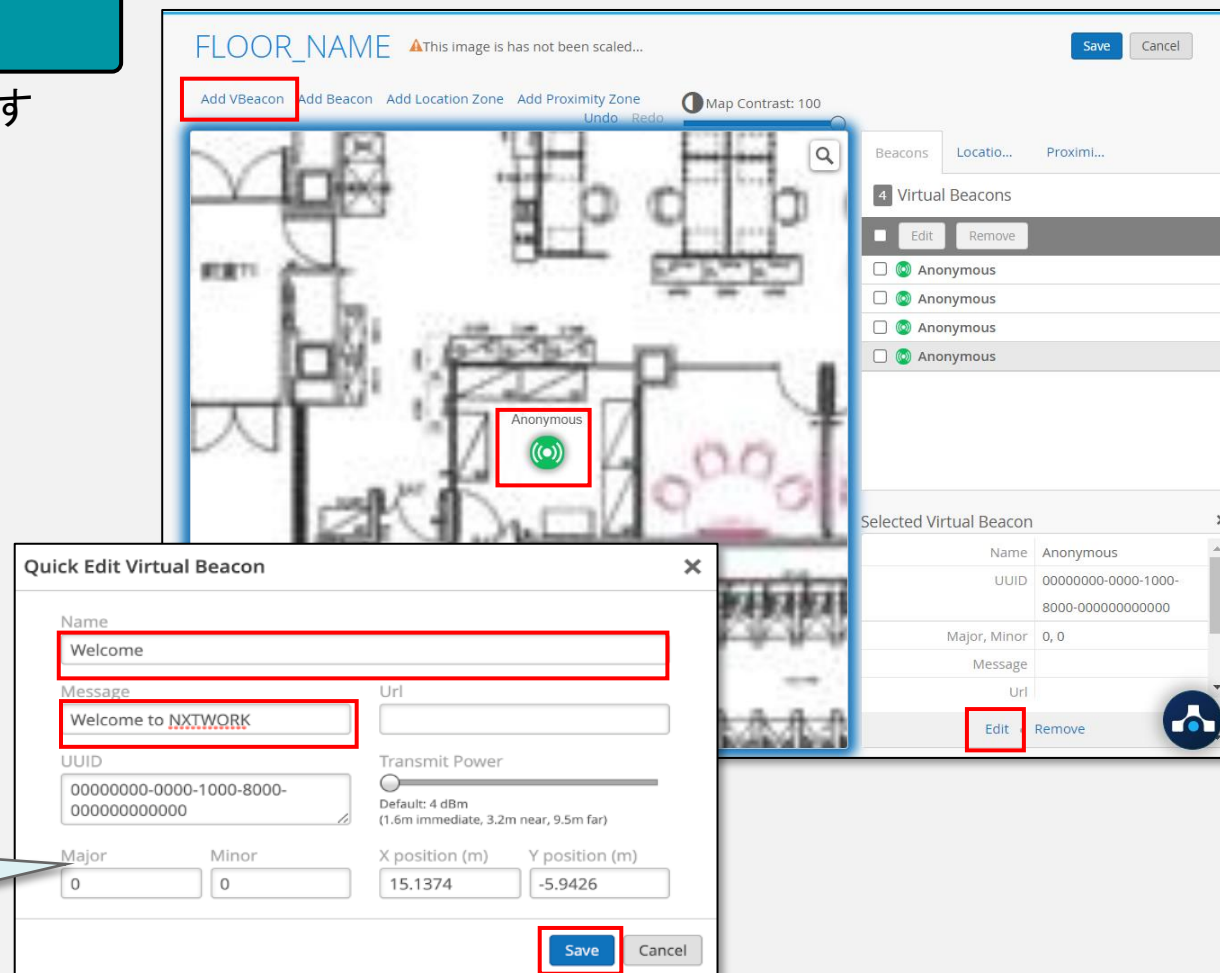 す
FLOOR_NAME
This image is has not been scaled...
Save
Cancel
Add VBeacon
Add Beacon
Add Location Zone
Add Proximity Zone
Undo
Redo
Map Contrast: 100
Beacons
Locatio...
Proximi...
4 Virtual Beacons
Edit
Remove
Anonymous
Anonymous
Anonymous
Anonymous
Anonymous
Selected Virtual Beacon
Name Anonymous
UUID 00000000-0000-1000-
8000-000000000000
Major, Minor 0, 0
Message
Url
Edit
Remove
Quick Edit Virtual Beacon
Name
Welcome
Message
Url
Welcome to NXTWORK
UUID
Transmit Power
00000000-0000-1000-8000-
000000000000
Default: 4 dBm
(1.6m immediate, 3.2m near, 9.5m far)
Major
Minor
X position (m)
Y position (m)
0
0
15.1374
-5.9426
Save
Cancel